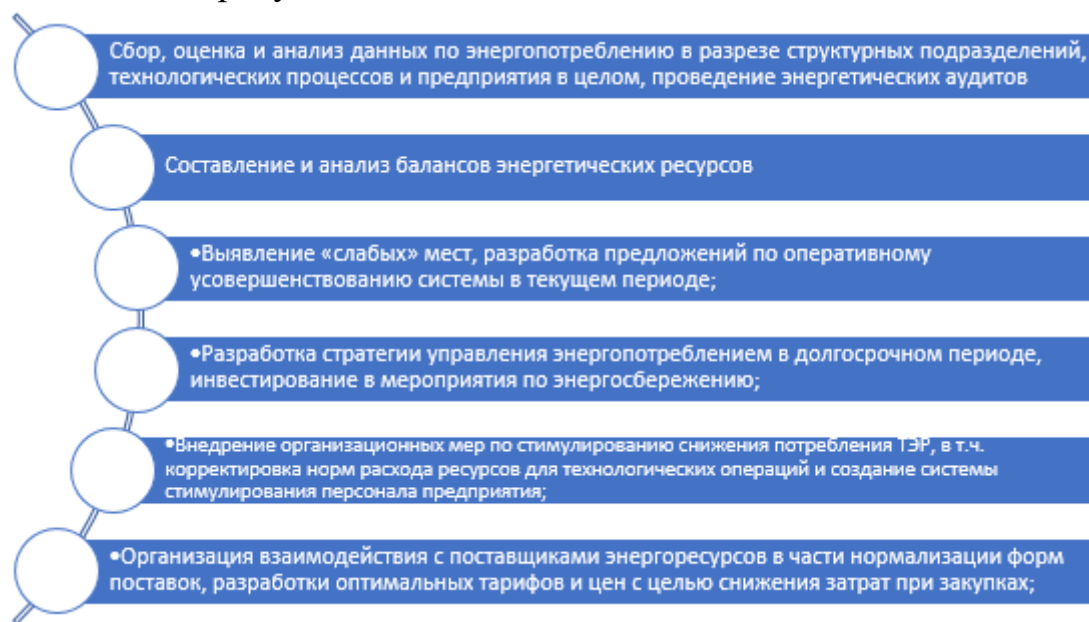 Сбор, оценка и анализ данных по энергопотреблению в разрезе структурных подразделений,
технологических процессов и предприятия в целом, проведение энергетических аудитов
Составление и анализ балансов энергетических ресурсов
•Выявление «слабых» мест, разработка предложений по оперативному
усовершенствованию системы в текущем периоде;
•Разработка стратегии управления энергопотреблением в долгосрочном периоде,
инвестирование в мероприятия по энергосбережению;
•Внедрение организационных мер по стимулированию снижения потребления ТЭР, в т.ч.
корректировка норм расхода ресурсов для технологических операций и создание системы
стимулирования персонала предприятия;
•Организация взаимодействия с поставщиками энергоресурсов в части нормализации форм
поставок, разработки оптимальных тарифов и цен с целью снижения затрат при закупках;